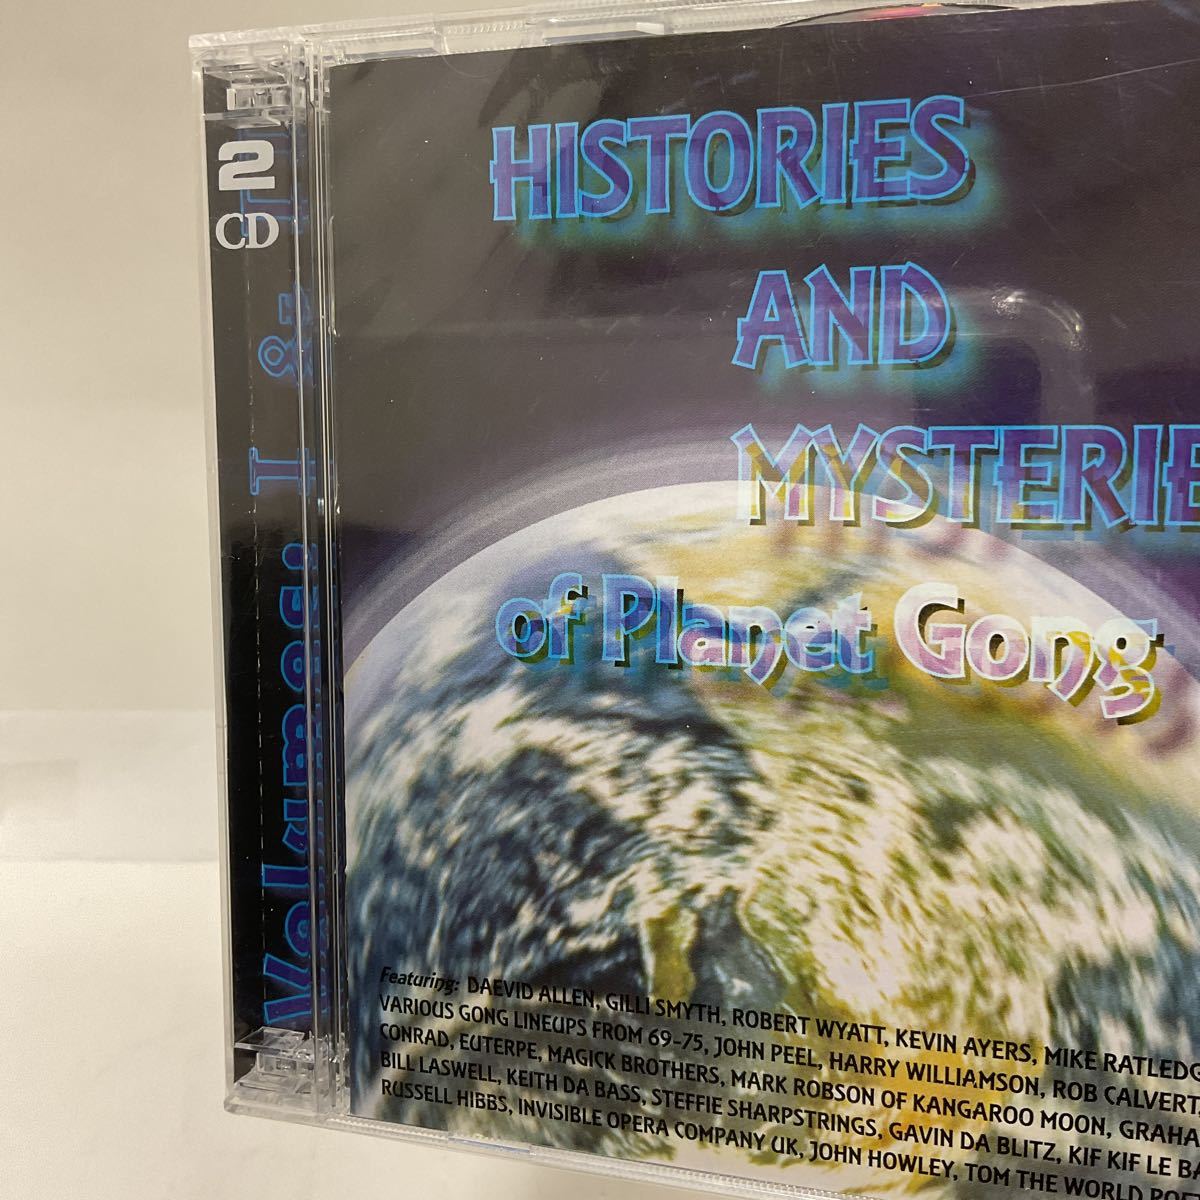 2
CD
Volumes: I &
HISTORIES
AND
MYSTERIE
of Planet Gong
Featuring: DAEVID ALLEN, GILLI SMYTH, ROBERT WYATT, KEVIN AYERS, MIKE RATLEDG
VARIOUS GONG LINEUPS FROM 69-75, JOHN PEEL, HARRY WILLIAMSON, ROB CALVERT,
CONRAD, EUTERPE, MAGICK BROTHERS, MARK ROBSON OF KANGAROO MOON, GRAHA
BILL LASWELL, KEITH DA BASS, STEFFIE SHARPSTRINGS, GAVIN DA BLITZ, KIF KIF LE BA
RUSSELL HIBBS, INVISIBLE OPERA COMPANY UK, JOHN HOWLEY, TOM THE WORLD